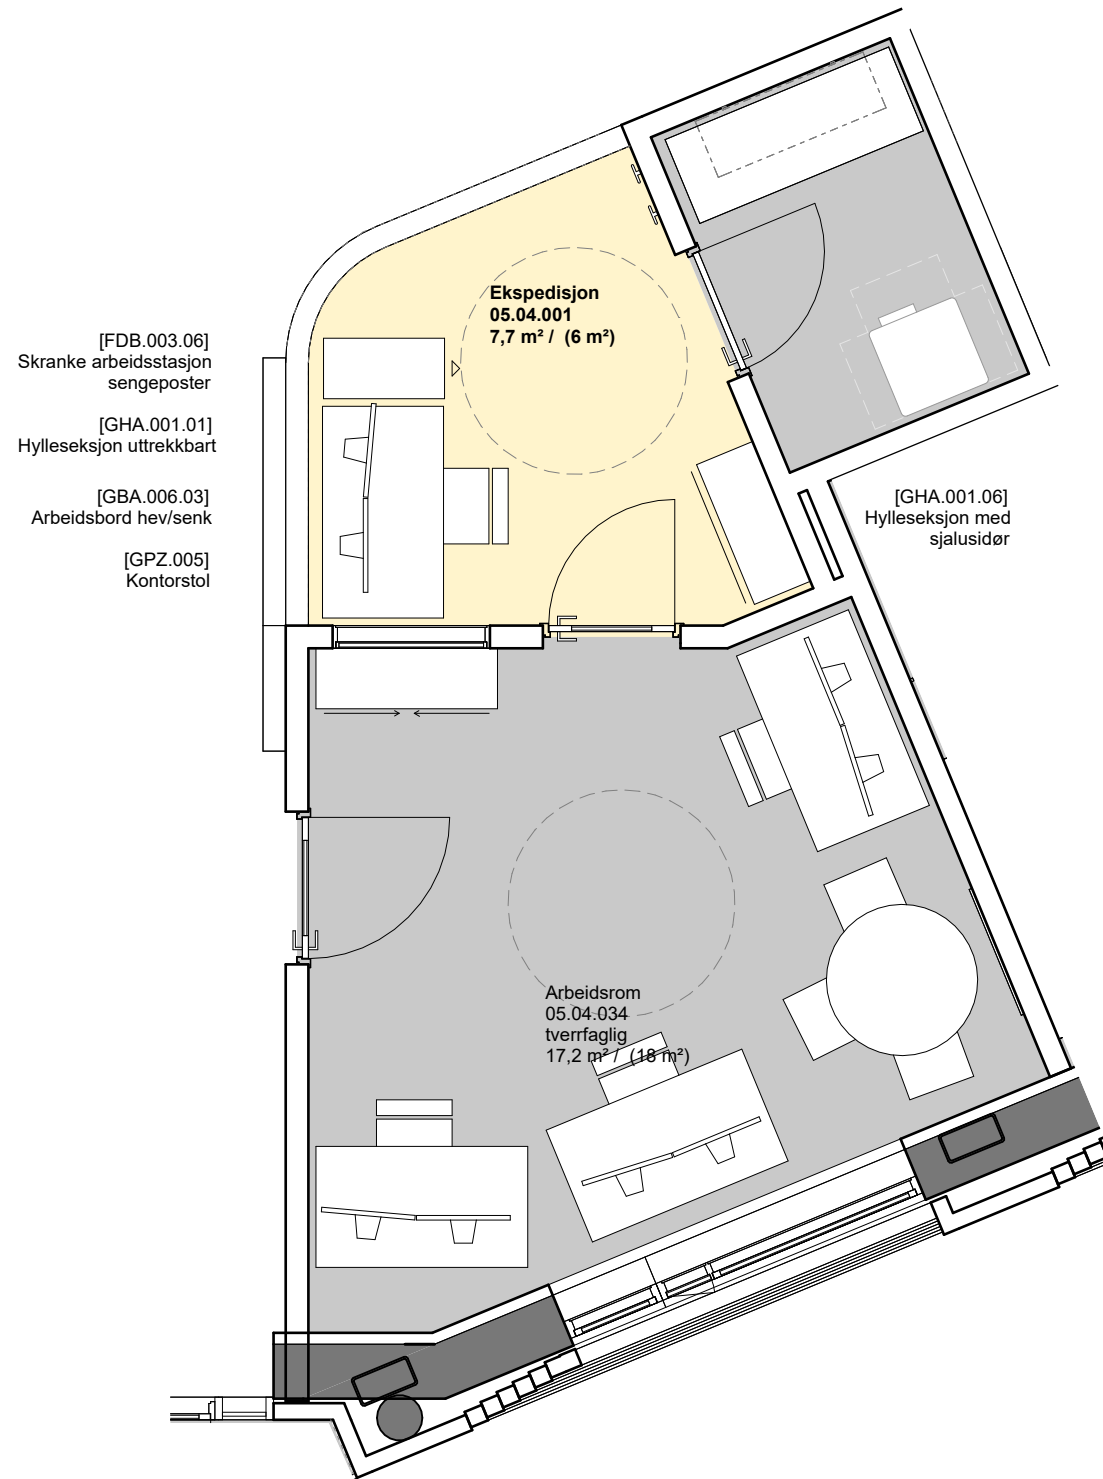 Ekspedisjon
05.04.001
7,7 m² / (6 m²)
[FDB.003.06]
Skranke arbeidsstasjon
sengeposter
[GHA.001.01]
Hylleseksjon uttrekkbart
[GBA.006.03]
Arbeidsbord hev/senk
[GPZ.005]
Kontorstol
[GHA.001.06]
Hylleseksjon med
sjalusidør
Arbeidsrom
05.04.034
tverrfaglig
17,2 m² / (18 m²)